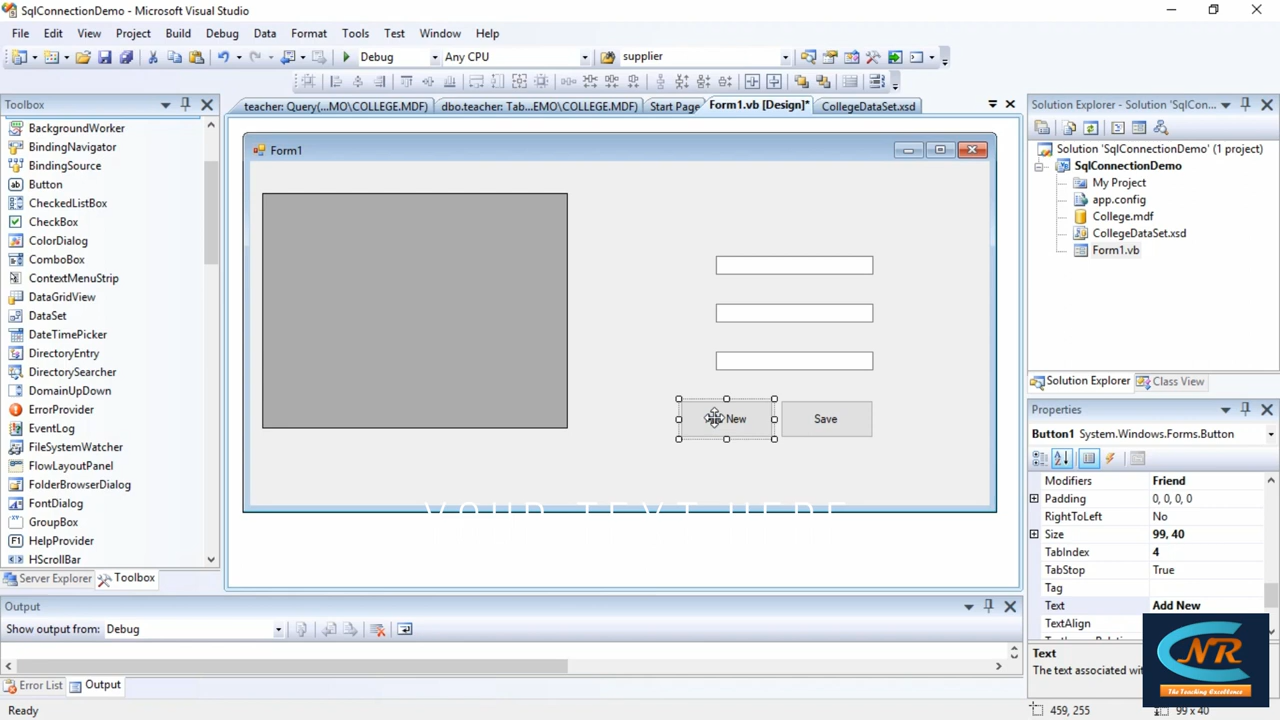 SqlConnectionDemo - Microsoft Visual Studio
File Edit View Project Build Debug Data Format Tools Test Window Help
Debug Any CPU supplier
Toolbox
BackgroundWorker
BindingNavigator
BindingSource
Button
CheckedListBox
CheckBox
ColorDialog
ComboBox
ContextMenuStrip
DataGridView
DataSet
DateTimePicker
DirectoryEntry
DirectorySearcher
DomainUpDown
ErrorProvider
EventLog
FileSystemWatcher
FlowLayoutPanel
FolderBrowserDialog
FontDialog
GroupBox
HelpProvider
HScrollBar
Server Explorer Toolbox
teacher: Query(...MO\COLLEGE.MDF) dbo.teacher: Tab...EMO\COLLEGE.MDF) Start Page Form1.vb [Design]* CollegeDataSet.xsd
Form1
New Save
YOUR TEXT HERE
Solution Explorer - Solution 'SqlCon...
Solution 'SqlConnectionDemo' (1 project)
SqlConnectionDemo
My Project
app.config
College.mdf
CollegeDataSet.xsd
Form1.vb
Solution Explorer Class View
Properties
Button1 System.Windows.Forms.Button
Modifiers Friend
Padding 0, 0, 0, 0
RightToLeft No
Size 99, 40
TabIndex 4
TabStop True
Tag
Text Add New
TextAlign
Text
The text associated wi
Output
Show output from: Debug
Error List Output
Ready 459, 255 99 x 40
NR
The Teaching Excellence